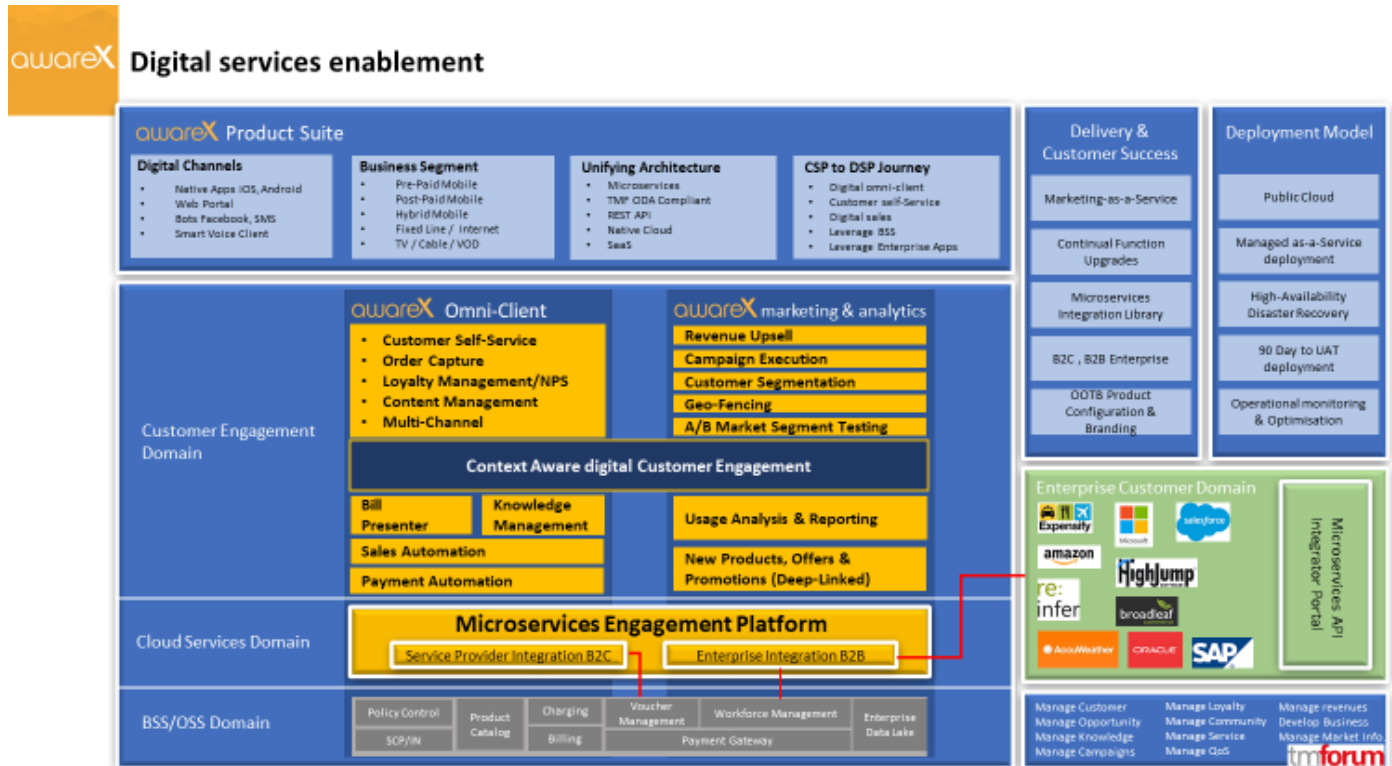 awareX
Digital services enablement
awareX Product Suite
Digital Channels
• Native Apps iOS, Android
• Web Portal
• Bots Facebook, SMS
• Smart Voice Client
Business Segment
• Pre-Paid Mobile
• Post-Paid Mobile
• Hybrid Mobile
• Fixed Line / Internet
• TV / Cable / VOD
Unifying Architecture
• Microservices
• TMF ODA Compliant
• REST API
• Native Cloud
• SaaS
CSP to DSP Journey
• Digital omni-client
• Customer self-Service
• Digital sales
• Leverage BSS
• Leverage Enterprise Apps
Delivery &
Customer Success
Marketing-as-a-Service
Continual Function
Upgrades
Microservices
Integration Library
B2C , B2B Enterprise
OOTB Product
Configuration &
Branding
Deployment Model
Public Cloud
Managed as-a-Service
deployment
High-Availability
Disaster Recovery
90 Day to UAT
deployment
Operational monitoring
& Optimisation
Customer Engagement
Domain
awareX Omni-Client
• Customer Self-Service
• Order Capture
• Loyalty Management/NPS
• Content Management
• Multi-Channel
awareX marketing & analytics
Revenue Upsell
Campaign Execution
Customer Segmentation
Geo-Fencing
A/B Market Segment Testing
Context Aware digital Customer Engagement
Bill
Presenter
Knowledge
Management
Sales Automation
Payment Automation
Usage Analysis & Reporting
New Products, Offers &
Promotions (Deep-Linked)
Cloud Services Domain
Microservices Engagement Platform
Service Provider Integration B2C
Enterprise Integration B2B
BSS/OSS Domain
Policy Control
SCP/IN
Product
Catalog
Charging
Billing
Voucher
Management
Workforce Management
Payment Gateway
Enterprise
Data Lake
Enterprise Customer Domain
Expensify
Microsoft
salesforce
amazon
HighJump
re:
infer
broadleaf
AccuWeather
ORACLE
SAP
Microservices API
Integrator Portal
Manage Customer
Manage Opportunity
Manage Knowledge
Manage Campaigns
Manage Loyalty
Manage Community
Manage Service
Manage QoS
Manage revenues
Develop Business
Manage Market Info.
tmforum